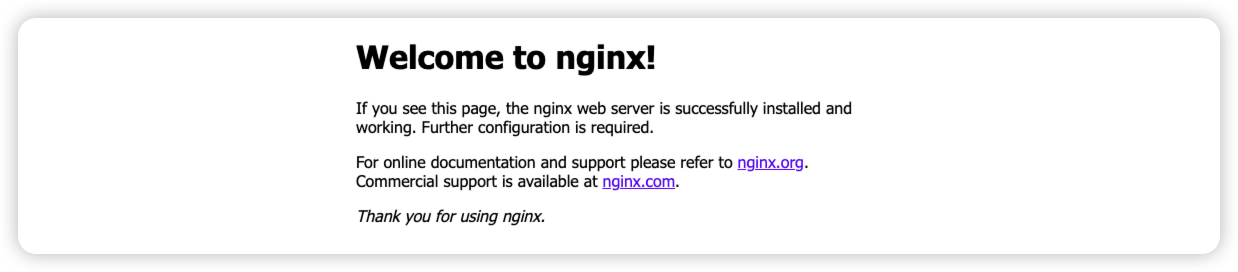 Welcome to nginx!
If you see this page, the nginx web server is successfully installed and
working. Further configuration is required.
For online documentation and support please refer to nginx.org.
Commercial support is available at nginx.com.
Thank you for using nginx.